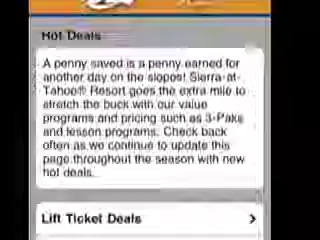 Hot Deals
A penny saved is a penny earned for
another day on the slopes! Sierra-at-
Tahoe® Resort goes the extra mile to
stretch the buck with our value
programs and pricing such as 3-Paks
and lesson programs. Check back
often as we continue to update this
page throughout the season with new
hot deals.
Lift Ticket Deals